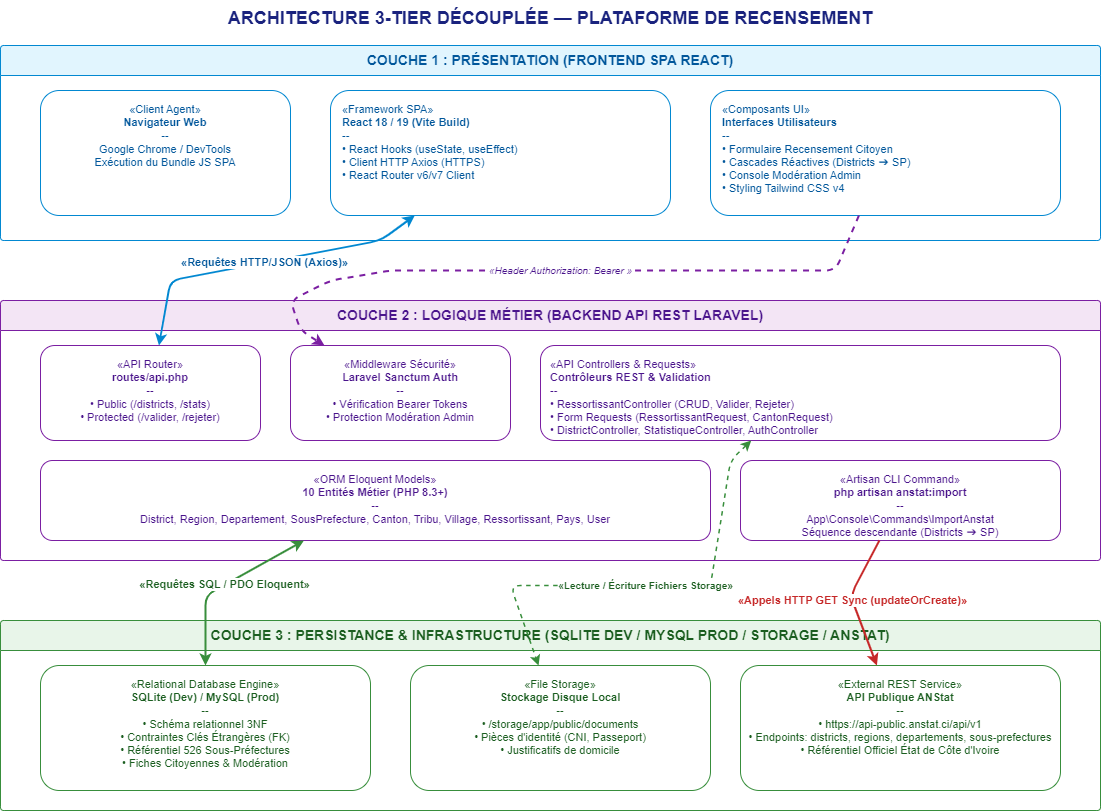 ARCHITECTURE 3-TIER DÉCOUPLÉE — PLATAFORME DE RECENSEMENT
COUCHE 1 : PRÉSENTATION (FRONTEND SPA REACT)
«Client Agent»
Navigateur Web
--
Google Chrome / DevTools
Exécution du Bundle JS SPA
«Framework SPA»
React 18 / 19 (Vite Build)
--
• React Hooks (useState, useEffect)
• Client HTTP Axios (HTTPS)
• React Router v6/v7 Client
«Composants UI»
Interfaces Utilisateurs
--
• Formulaire Recensement Citoyen
• Cascades Réactives (Districts ➔ SP)
• Console Modération Admin
• Styling Tailwind CSS v4
«Requêtes HTTP/JSON (Axios)»
«Header Authorization: Bearer »
COUCHE 2 : LOGIQUE MÉTIER (BACKEND API REST LARAVEL)
«API Router»
routes/api.php
--
• Public (/districts, /stats)
• Protected (/valider, /rejeter)
«Middleware Sécurité»
Laravel Sanctum Auth
--
• Vérification Bearer Tokens
• Protection Modération Admin
«API Controllers & Requests»
Contrôleurs REST & Validation
--
• RessortissantController (CRUD, Valider, Rejeter)
• Form Requests (RessortissantRequest, CantonRequest)
• DistrictController, StatistiqueController, AuthController
«ORM Eloquent Models»
10 Entités Métier (PHP 8.3+)
--
District, Region, Departement, SousPrefecture, Canton, Tribu, Village, Ressortissant, Pays, User
«Artisan CLI Command»
php artisan anstat:import
--
App\Console\Commands\ImportAnstat
Séquence descendante (Districts ➔ SP)
«Requêtes SQL / PDO Eloquent»
«Lecture / Écriture Fichiers Storage»
«Appels HTTP GET Sync (updateOrCreate)»
COUCHE 3 : PERSISTANCE & INFRASTRUCTURE (SQLITE DEV / MYSQL PROD / STORAGE / ANSTAT)
«Relational Database Engine»
SQLite (Dev) / MySQL (Prod)
--
• Schéma relationnel 3NF
• Contraintes Clés Étrangères (FK)
• Référentiel 526 Sous-Préfectures
• Fiches Citoyennes & Modération
«File Storage»
Stockage Disque Local
--
• /storage/app/public/documents
• Pièces d'identité (CNI, Passeport)
• Justificatifs de domicile
«External REST Service»
API Publique ANStat
--
• https://api-public.anstat.ci/api/v1
• Endpoints: districts, regions, departements, sous-prefectures
• Référentiel Officiel État de Côte d'Ivoire